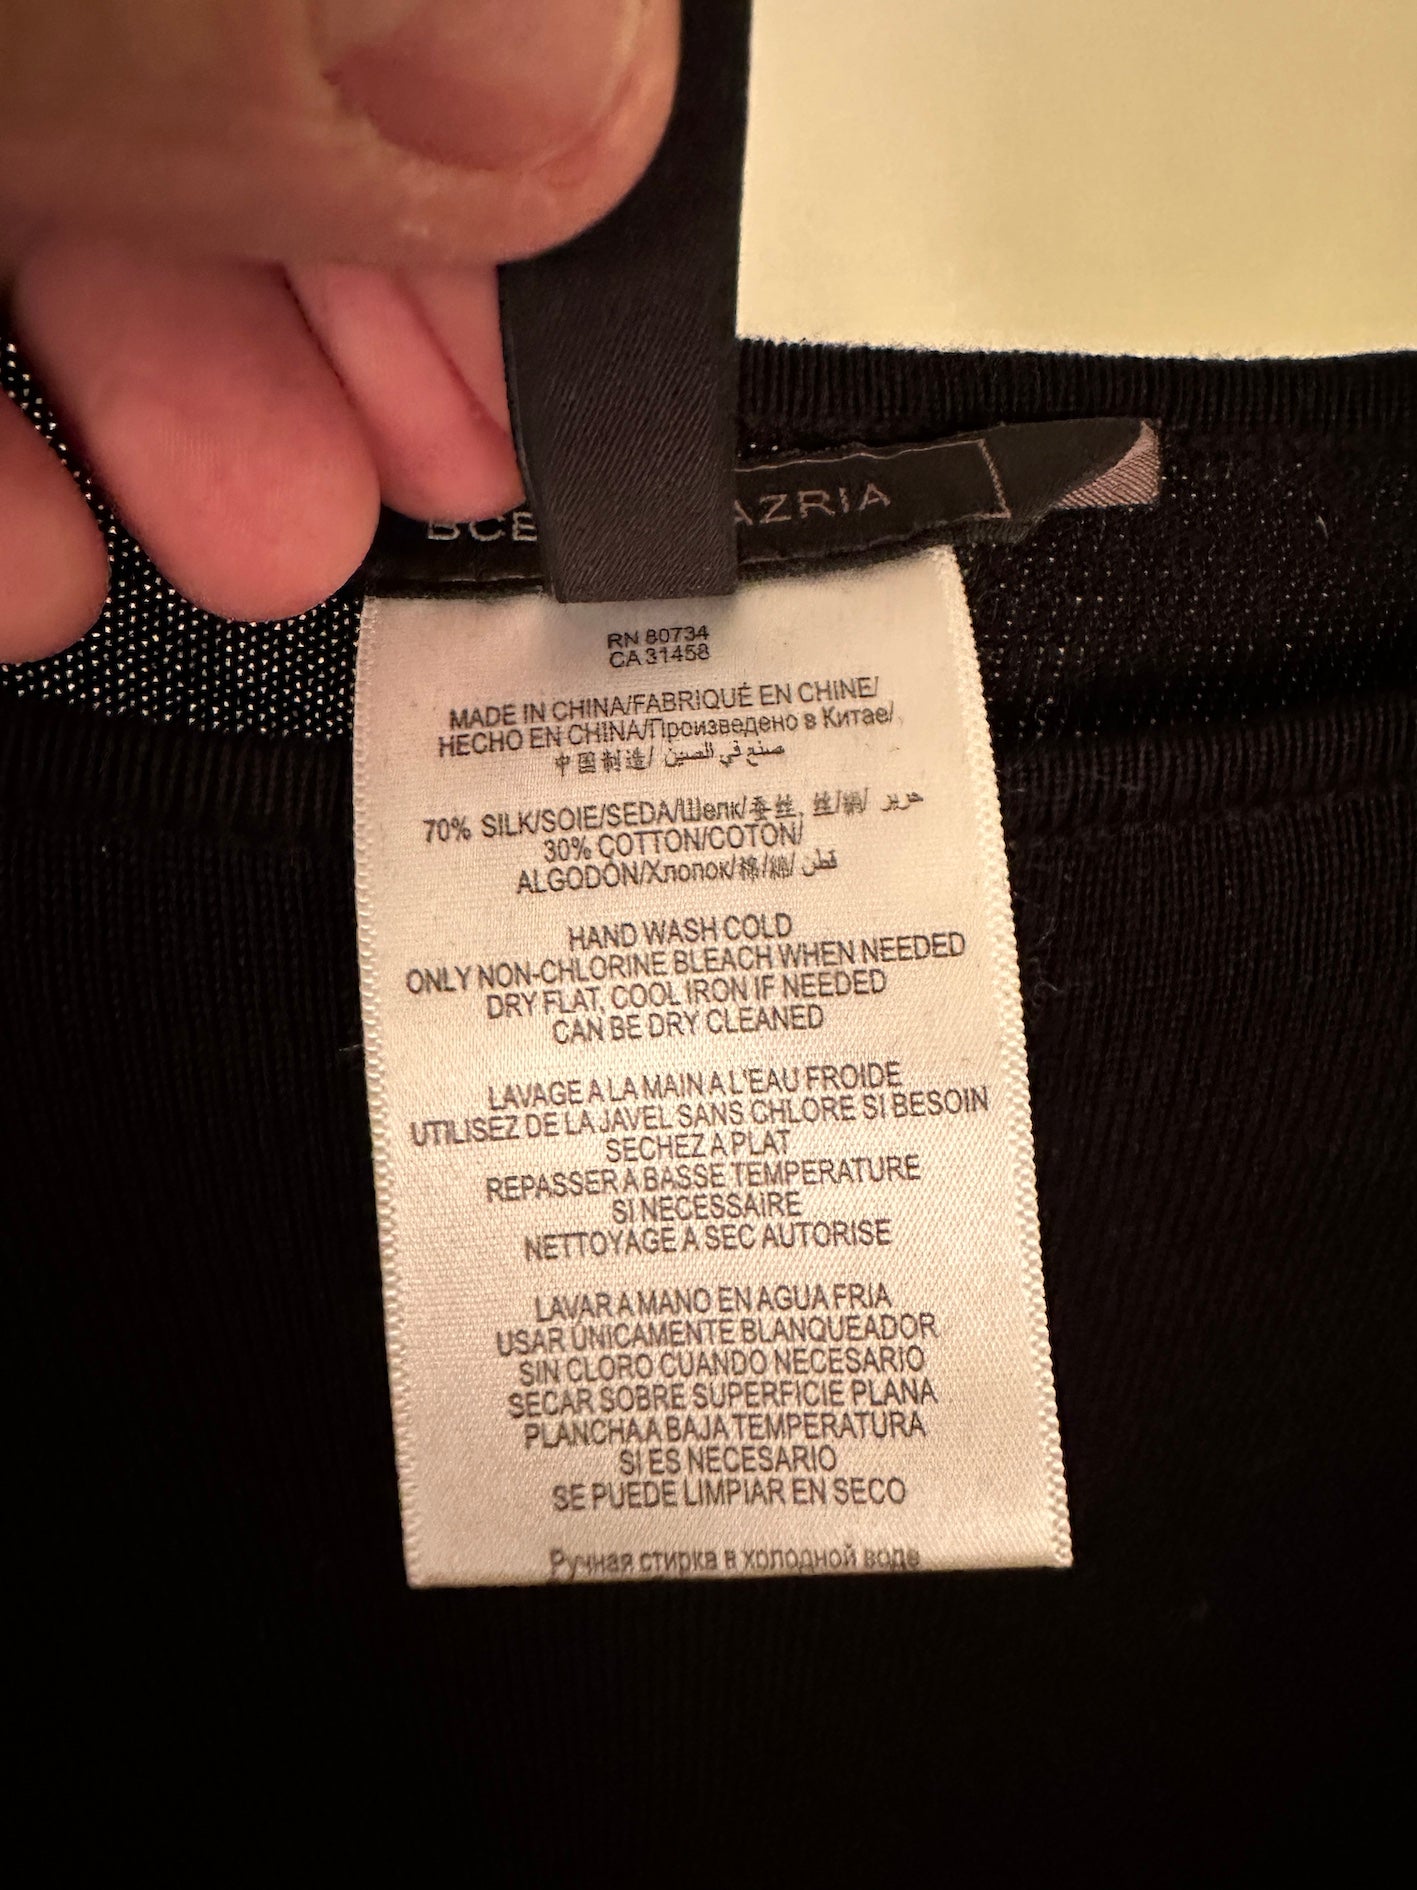 AZRIA
RN 80734
CA 31458
MADE IN CHINA/FABRIQUÉ EN CHINE/
HECHO EN CHINA/Произведено в Китае/
中国制造/ صنع في الصين
70% SILK/SOIE/SEDA/Шелк/蚕丝, 丝/絹/ حرير
30% COTTON/COTON/
ALGODÓN/Хлопок/棉/綿/ قطن
HAND WASH COLD
ONLY NON-CHLORINE BLEACH WHEN NEEDED
DRY FLAT, COOL IRON IF NEEDED
CAN BE DRY CLEANED
LAVAGE A LA MAIN A L'EAU FROIDE
UTILISEZ DE LA JAVEL SANS CHLORE SI BESOIN
SECHEZ A PLAT
REPASSER A BASSE TEMPERATURE
SI NECESSAIRE
NETTOYAGE A SEC AUTORISE
LAVAR A MANO EN AGUA FRIA
USAR ÚNICAMENTE BLANQUEADOR
SIN CLORO CUANDO NECESARIO
SECAR SOBRE SUPERFICIE PLANA
PLANCHA A BAJA TEMPERATURA
SI ES NECESARIO
SE PUEDE LIMPIAR EN SECO
Ручная стирка в холодной воде